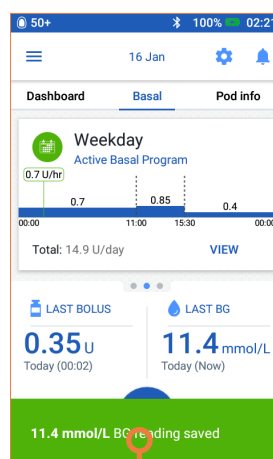 50+ 100% 02:21
16 Jan
Dashboard Basal Pod info
Weekday
Active Basal Program
0.7 U/hr
0.7 0.85 0.4
00:00 11:00 15:30 00:00
Total: 14.9 U/day VIEW
LAST BOLUS LAST BG
0.35 U 11.4 mmol/L
Today (00:02) Today (Now)
11.4 mmol/L BG reading saved